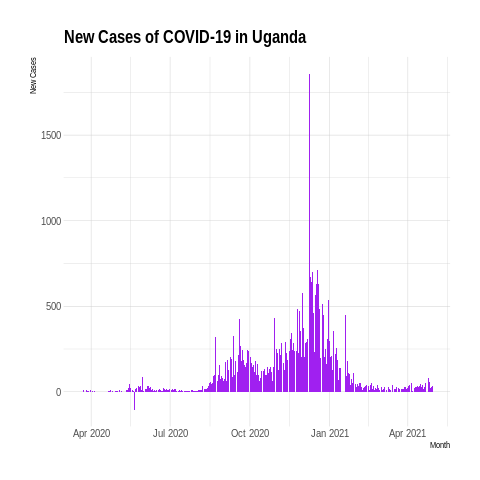 New Cases of COVID-19 in Uganda
New Cases
1500
1000
500
0
Apr 2020 Jul 2020 Oct 2020 Jan 2021 Apr 2021
Month